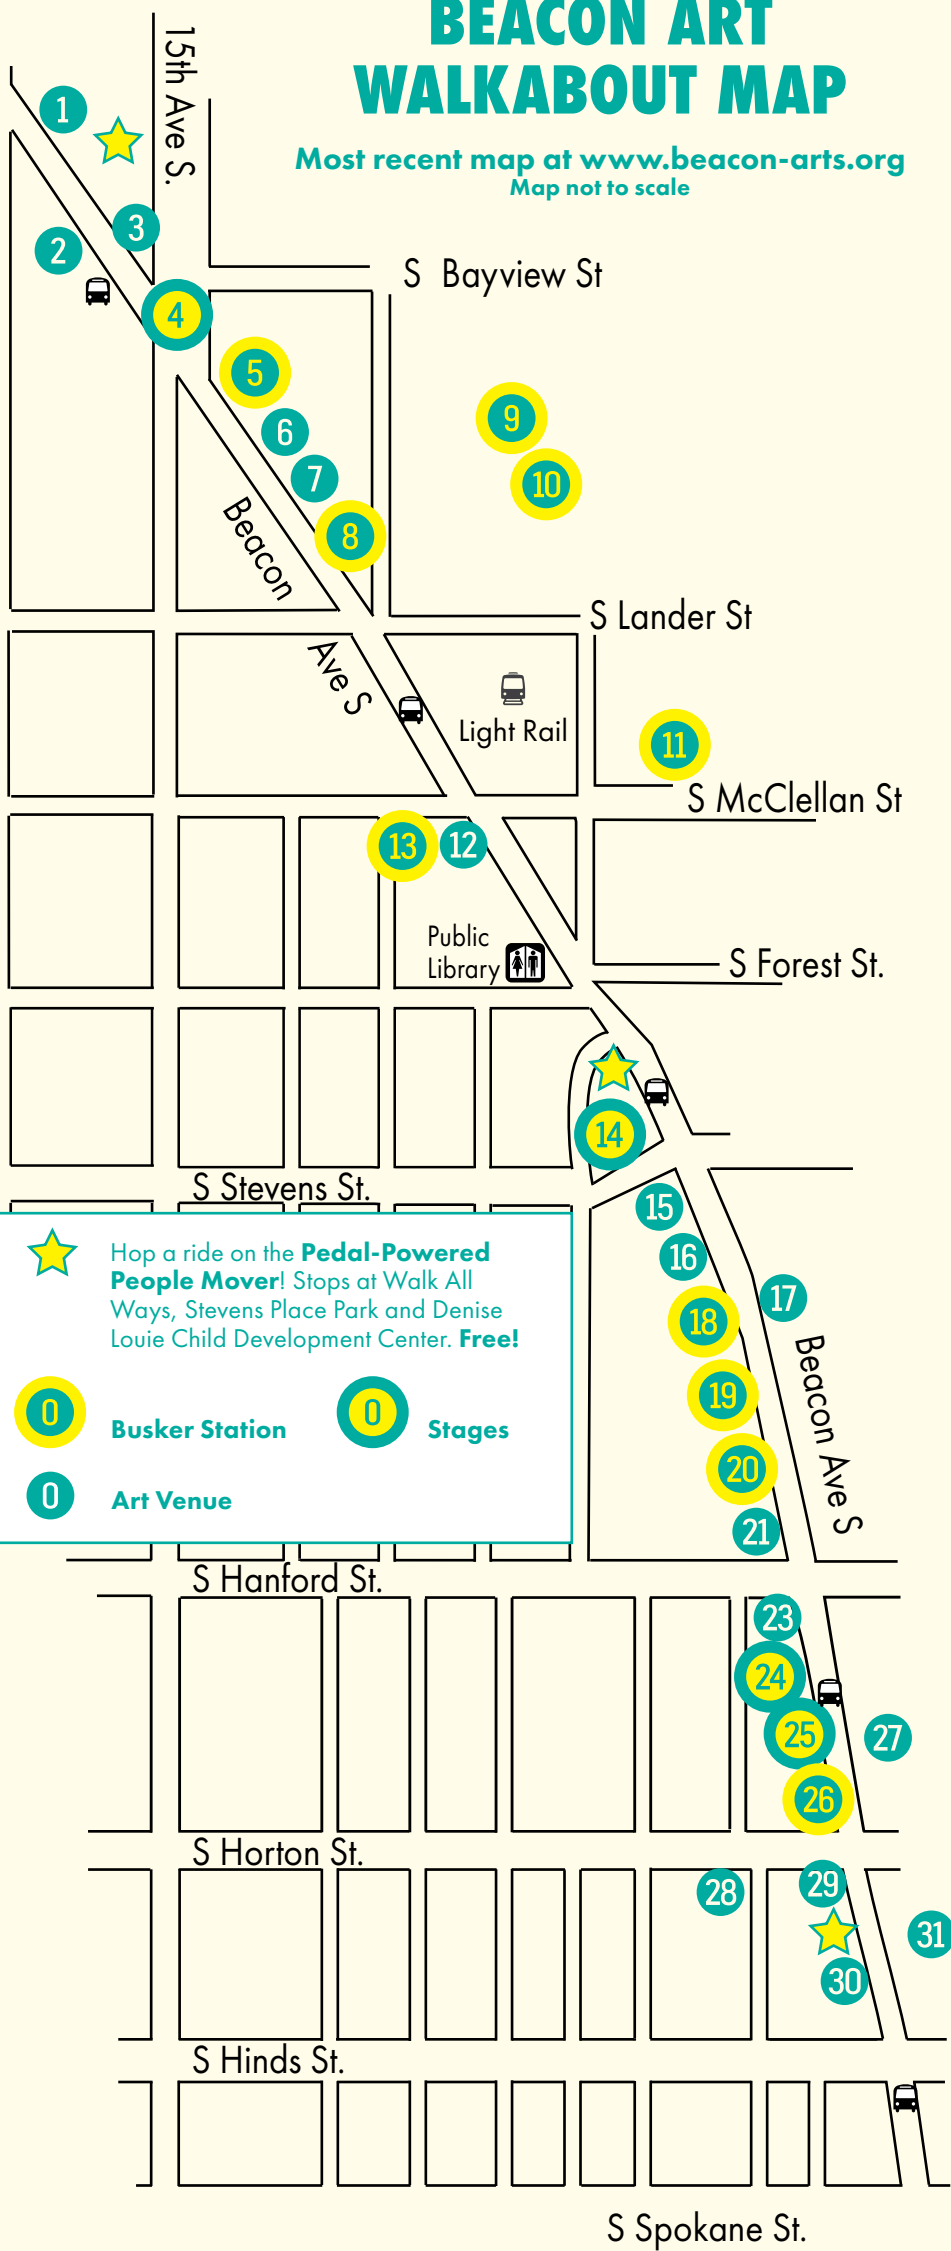 BEACON ART
WALKABOUT MAP
Most recent map at www.beacon-arts.org
Map not to scale
15th Ave S.
1
3
2
S Bayview St
4
5
6
7
8
9
10
Beacon
Ave S
S Lander St
Light Rail
11
S McClellan St
13
12
Public
Library
S Forest St.
14
S Stevens St.
15
16
17
18
19
20
21
Beacon Ave S
Hop a ride on the Pedal-Powered
People Mover! Stops at Walk All
Ways, Stevens Place Park and Denise
Louie Child Development Center. Free!
0 Busker Station
0 Stages
0 Art Venue
S Hanford St.
23
24
25
27
26
S Horton St.
28
29
31
30
S Hinds St.
S Spokane St.